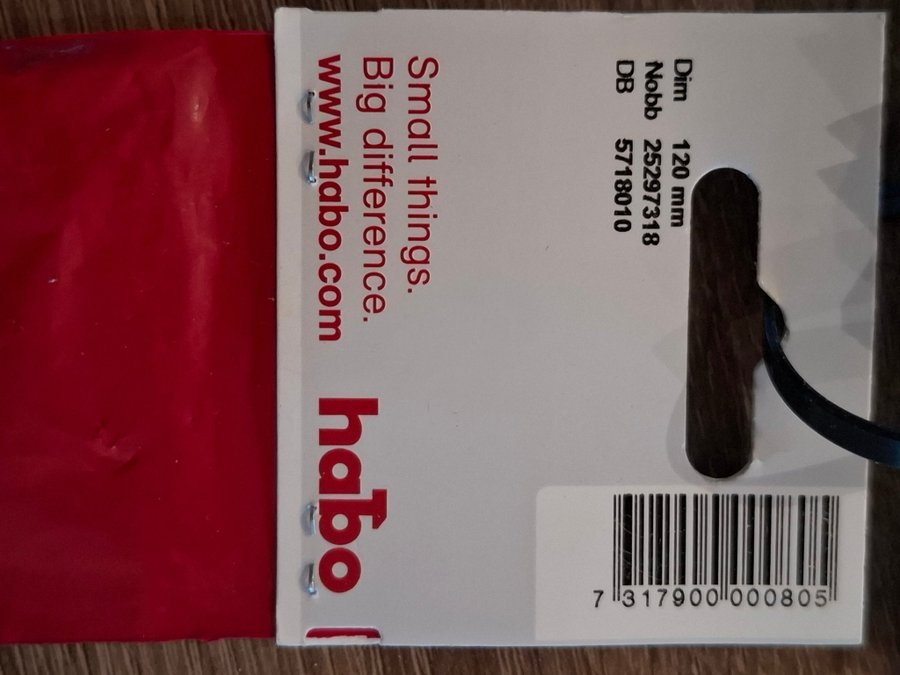 Dim 120 mm
Nobb 25297318
DB 5718010
Small things.
Big difference.
www.habo.com
habo
7 317900 000805